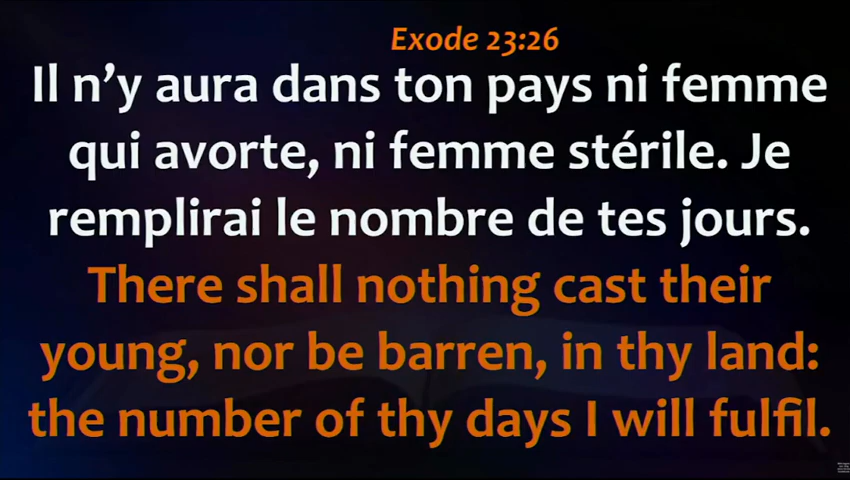 Exode 23:26
Il n’y aura dans ton pays ni femme
qui avorte, ni femme stérile. Je
remplirai le nombre de tes jours.
There shall nothing cast their
young, nor be barren, in thy land:
the number of thy days I will fulfil.